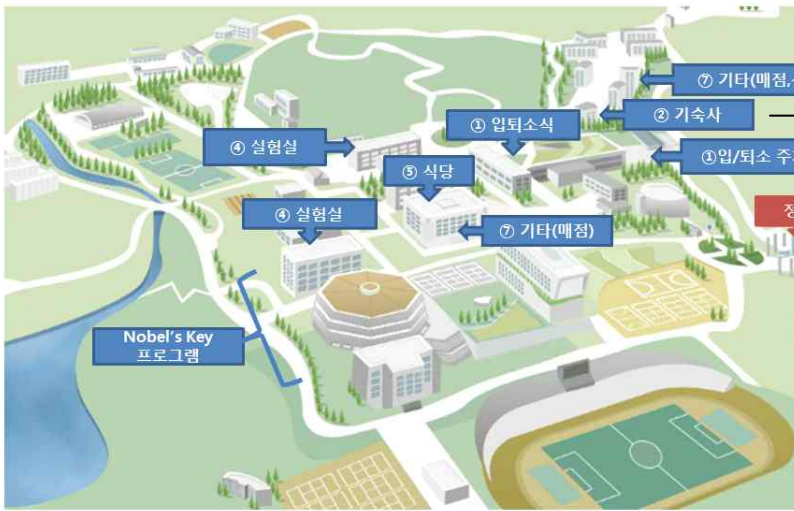 ⑦ 기타(매점,
② 기숙사
① 입퇴소식
④ 실험실
①입/퇴소 주
⑤ 식당
④ 실험실
⑦ 기타(매점)
Nobel's Key
프로그램